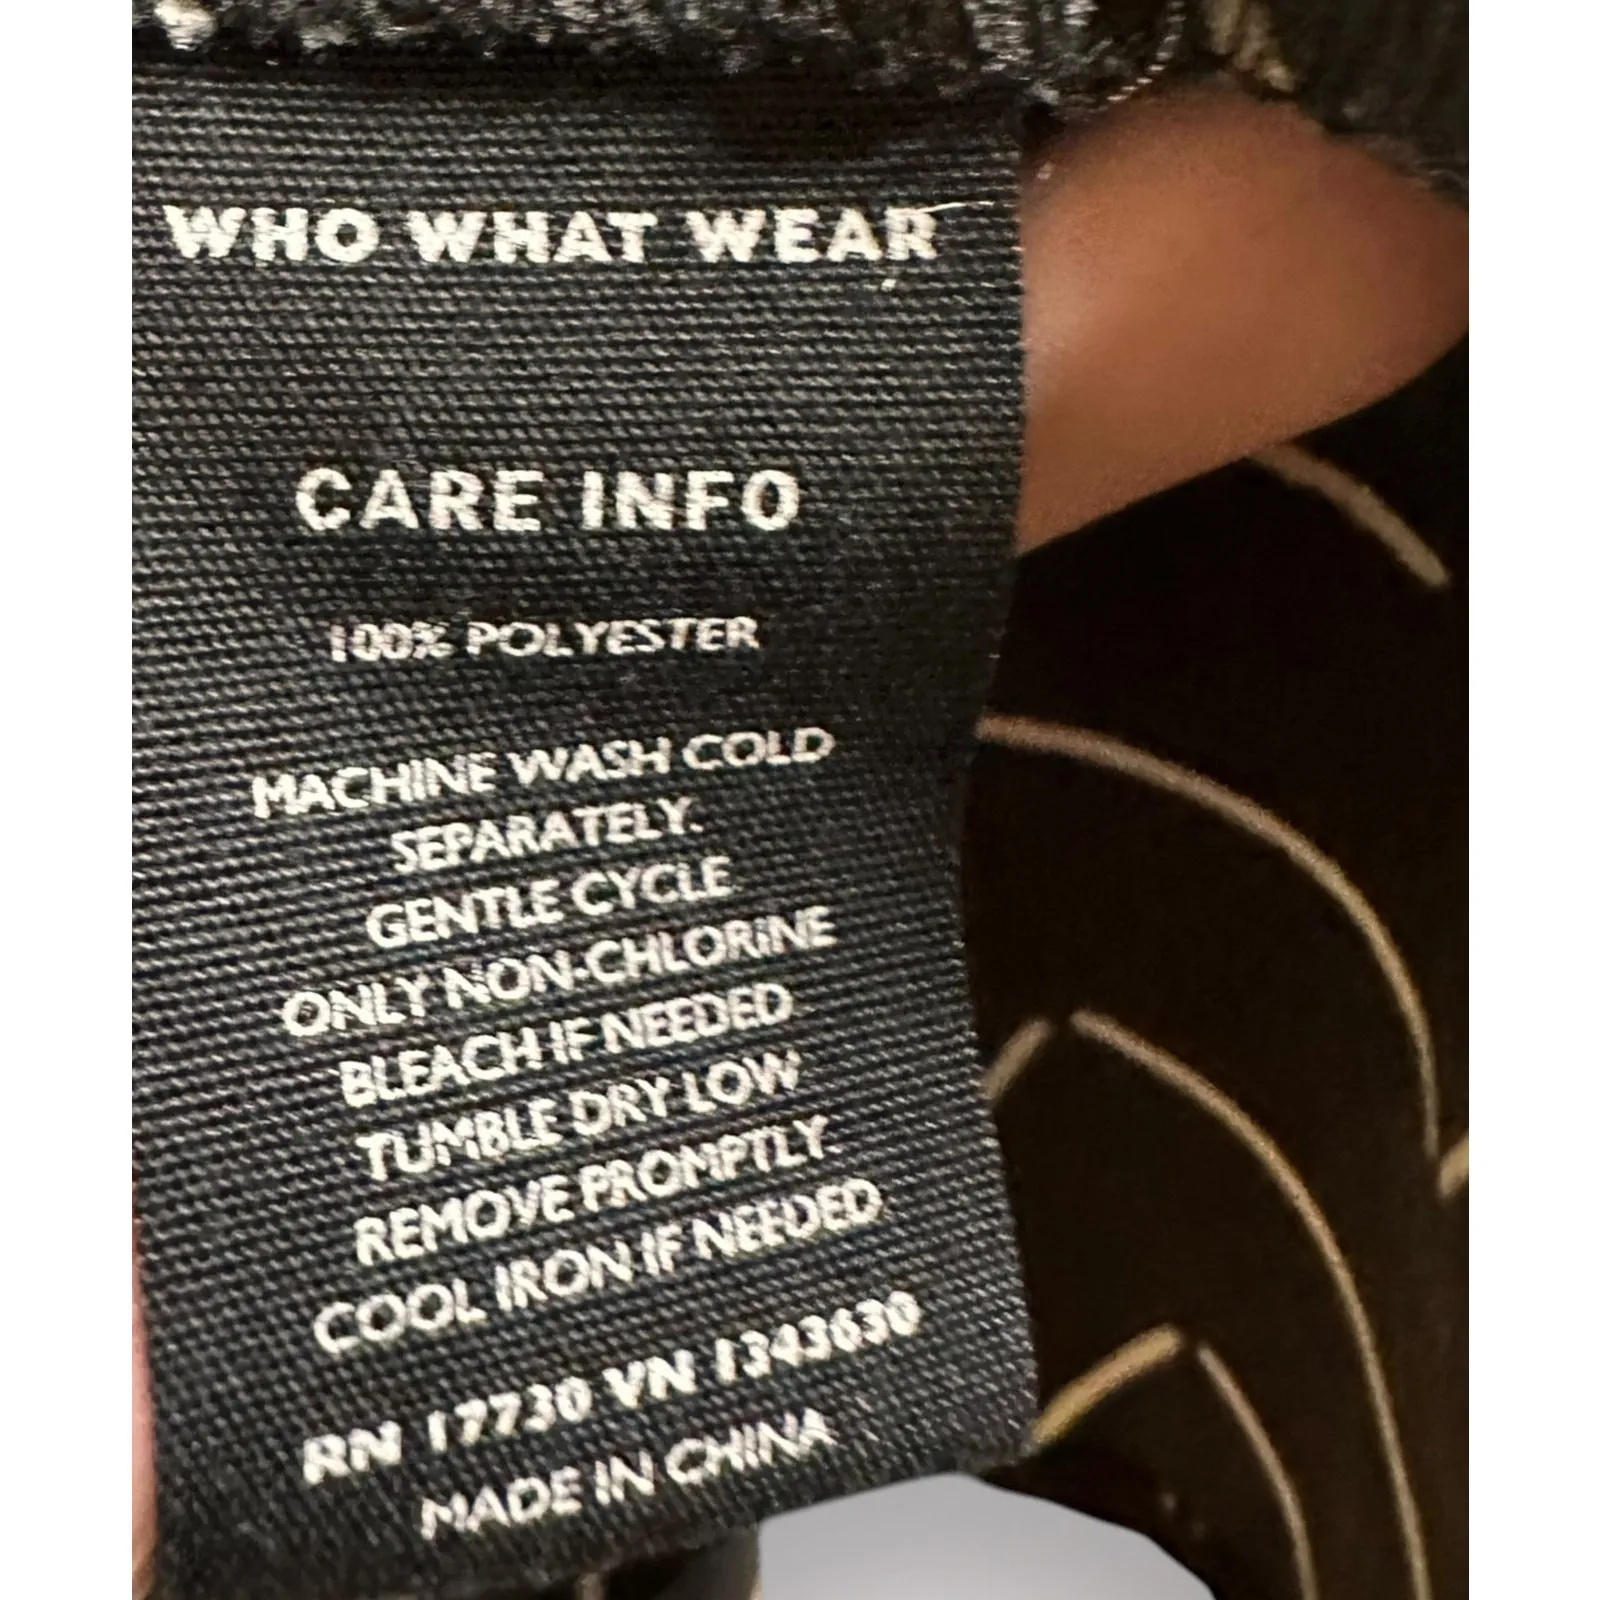 WHO WHAT WEAR
CARE INFO
100% POLYESTER
MACHINE WASH COLD
SEPARATELY.
GENTLE CYCLE
ONLY NON-CHLORINE
BLEACH IF NEEDED
TUMBLE DRY LOW
REMOVE PROMPTLY.
COOL IRON IF NEEDED
RN 17730 VN 1343630
MADE IN CHINA